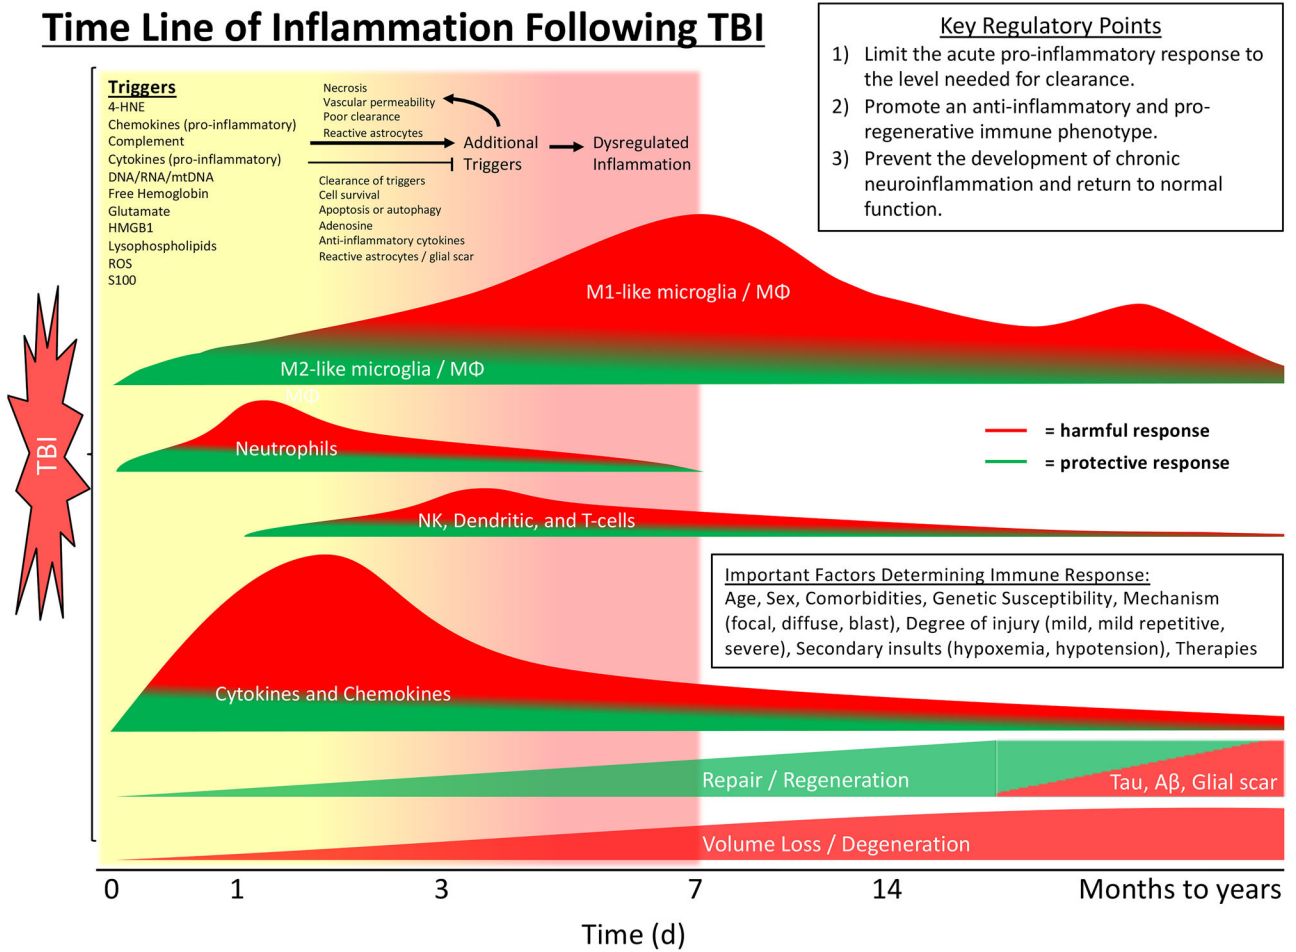 Time Line of Inflammation Following TBI
Key Regulatory Points
1) Limit the acute pro-inflammatory response to
the level needed for clearance.
2) Promote an anti-inflammatory and pro-
regenerative immune phenotype.
3) Prevent the development of chronic
neuroinflammation and return to normal
function.
Triggers
4-HNE
Chemokines (pro-inflammatory)
Complement
Cytokines (pro-inflammatory)
DNA/RNA/mtDNA
Free Hemoglobin
Glutamate
HMGB1
Lysophospholipids
ROS
S100
Necrosis
Vascular permeability
Poor clearance
Reactive astrocytes
Additional
Triggers
Dysregulated
Inflammation
Clearance of triggers
Cell survival
Apoptosis or autophagy
Adenosine
Anti-inflammatory cytokines
Reactive astrocytes / glial scar
TBI
M1-like microglia / MΦ
M2-like microglia / MΦ
MΦ
Neutrophils
= harmful response
= protective response
NK, Dendritic, and T-cells
Important Factors Determining Immune Response:
Age, Sex, Comorbidities, Genetic Susceptibility, Mechanism
(focal, diffuse, blast), Degree of injury (mild, mild repetitive,
severe), Secondary insults (hypoxemia, hypotension), Therapies
Cytokines and Chemokines
Repair / Regeneration
Tau, Aβ, Glial scar
Volume Loss / Degeneration
0 1 3 7 14 Months to years
Time (d)